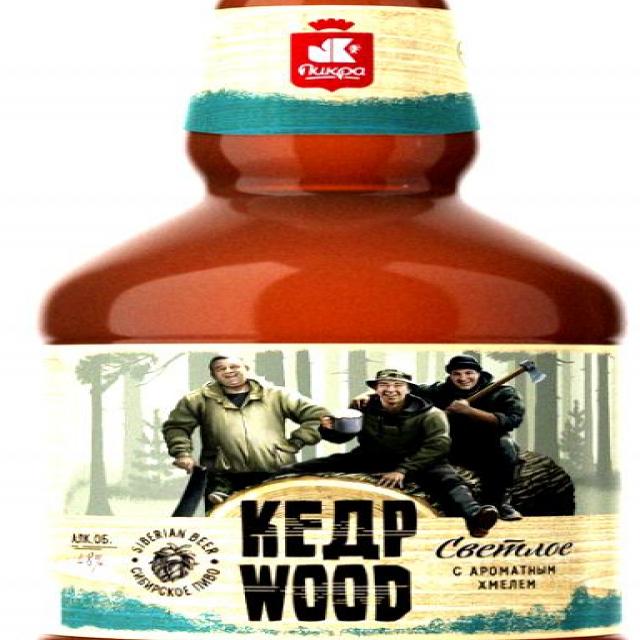 Пикра
АЛК. ОБ.
SIBERIAN BEER
СИБИРСКОЕ ПИВО
КЕДР
WOOD
Светлое
С АРОМАТНЫМ
ХМЕЛЕМ